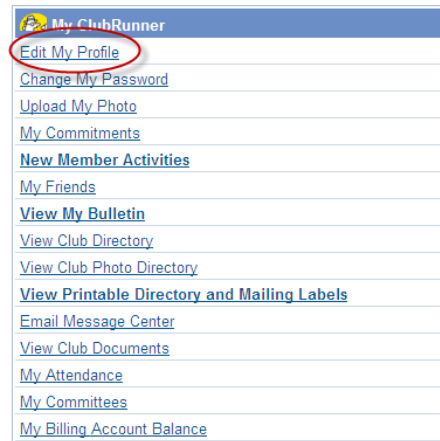 My ClubRunner
Edit My Profile
Change My Password
Upload My Photo
My Commitments
New Member Activities
My Friends
View My Bulletin
View Club Directory
View Club Photo Directory
View Printable Directory and Mailing Labels
Email Message Center
View Club Documents
My Attendance
My Committees
My Billing Account Balance